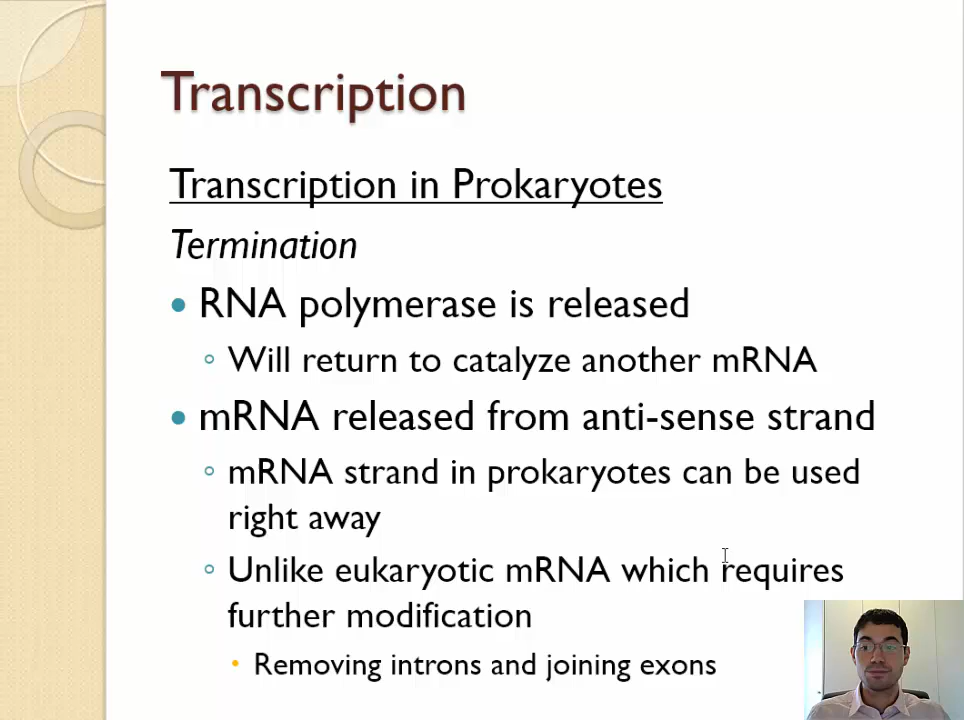 Transcription
Transcription in Prokaryotes
Termination
• RNA polymerase is released
◦ Will return to catalyze another mRNA
• mRNA released from anti-sense strand
◦ mRNA strand in prokaryotes can be used
right away
◦ Unlike eukaryotic mRNA which requires
further modification
• Removing introns and joining exons